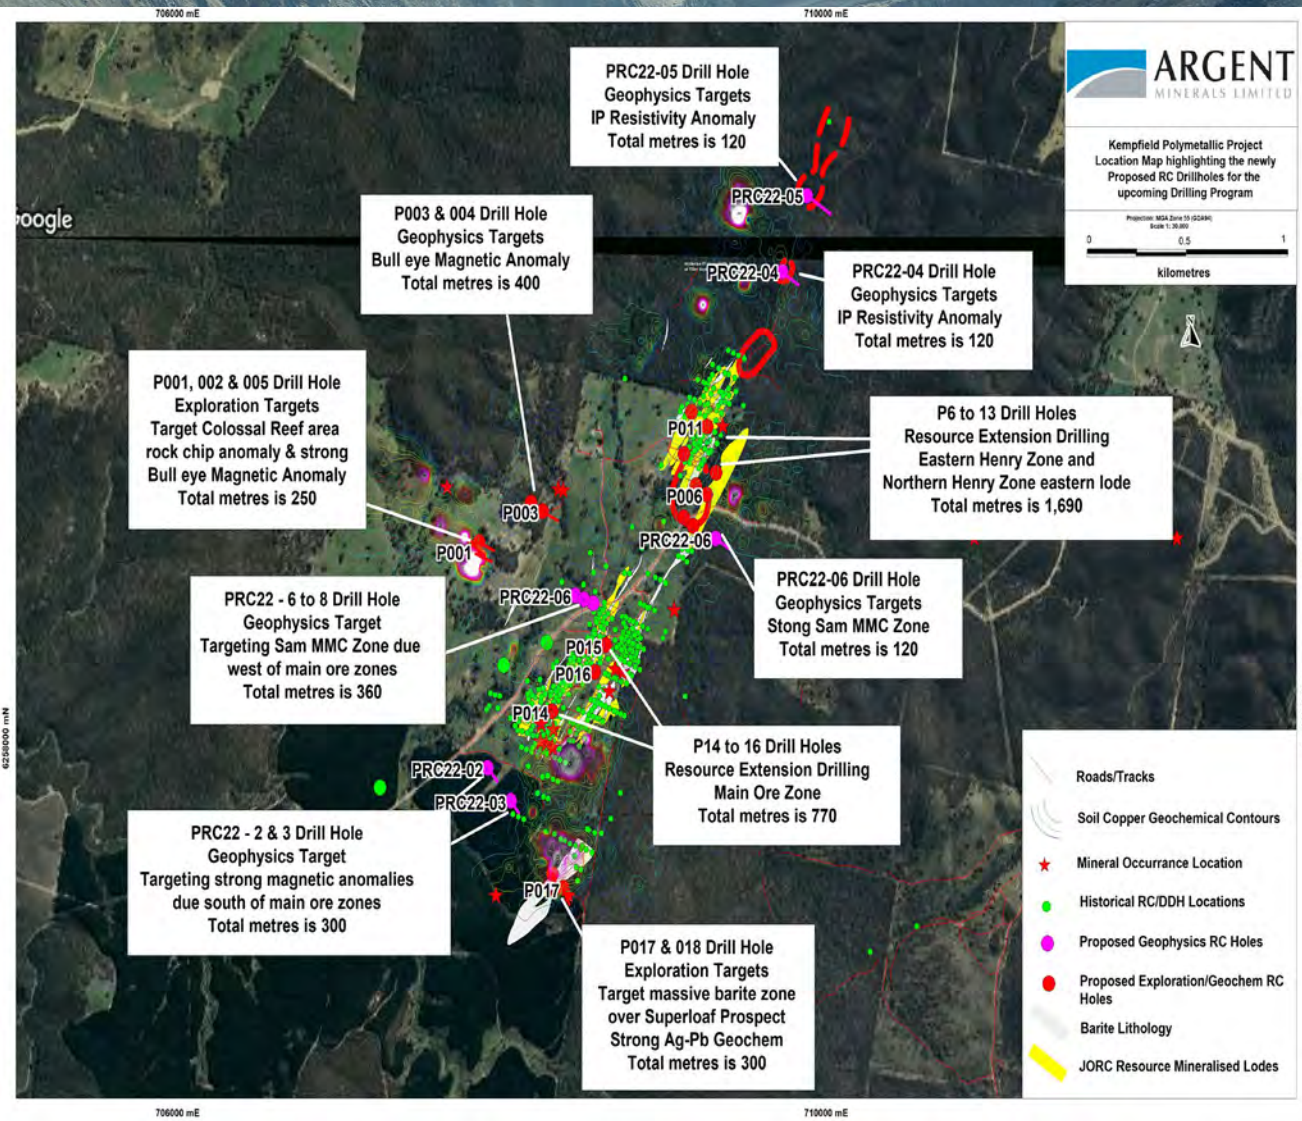 706000 mE
710000 mE
ARGENT
MINERALS LIMITED
Kempfield Polymetallic Project
Location Map highlighting the newly
Proposed RC Drillholes for the
upcoming Drilling Program
Projection: MGA Zone 55 (GDA94)
Scale 1: 30,000
0 0.5 1
kilometres
N
Google
PRC22-05 Drill Hole
Geophysics Targets
IP Resistivity Anomaly
Total metres is 120
PRC22-05
P003 & 004 Drill Hole
Geophysics Targets
Bull eye Magnetic Anomaly
Total metres is 400
PRC22-04
PRC22-04 Drill Hole
Geophysics Targets
IP Resistivity Anomaly
Total metres is 120
P001, 002 & 005 Drill Hole
Exploration Targets
Target Colossal Reef area
rock chip anomaly & strong
Bull eye Magnetic Anomaly
Total metres is 250
P011
P6 to 13 Drill Holes
Resource Extension Drilling
Eastern Henry Zone and
Northern Henry Zone eastern lode
Total metres is 1,690
P006
P003
P001
PRC22-06
PRC22-06 Drill Hole
Geophysics Targets
Stong Sam MMC Zone
Total metres is 120
PRC22 - 6 to 8 Drill Hole
Geophysics Target
Targeting Sam MMC Zone due
west of main ore zones
Total metres is 360
PRC22-06
P015
P016
P014
6258000 mN
P14 to 16 Drill Holes
Resource Extension Drilling
Main Ore Zone
Total metres is 770
PRC22-02
PRC22-03
PRC22 - 2 & 3 Drill Hole
Geophysics Target
Targeting strong magnetic anomalies
due south of main ore zones
Total metres is 300
P017
P017 & 018 Drill Hole
Exploration Targets
Target massive barite zone
over Superloaf Prospect
Strong Ag-Pb Geochem
Total metres is 300
Roads/Tracks
Soil Copper Geochemical Contours
Mineral Occurrance Location
Historical RC/DDH Locations
Proposed Geophysics RC Holes
Proposed Exploration/Geochem RC
Holes
Barite Lithology
JORC Resource Mineralised Lodes
706000 mE
710000 mE